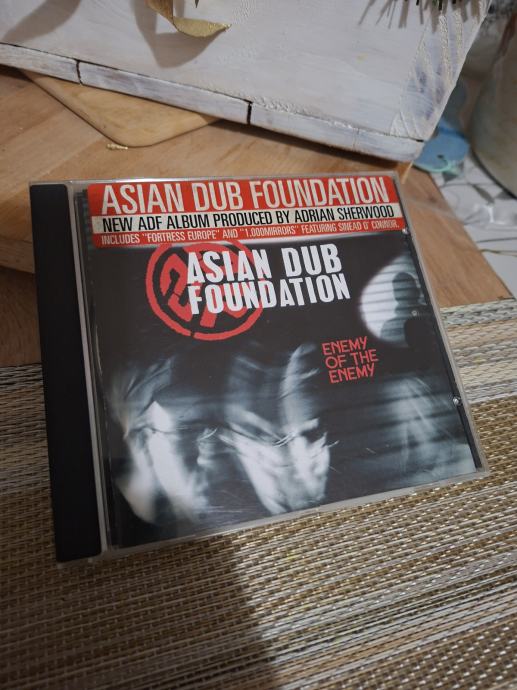 ASIAN DUB FOUNDATION
NEW ADF ALBUM PRODUCED BY ADRIAN SHERWOOD
INCLUDES "FORTRESS EUROPE" AND "1,000MIRRORS" FEATURING SINEAD O' CONNOR.
ASIAN DUB
FOUNDATION
ENEMY
OF THE
ENEMY